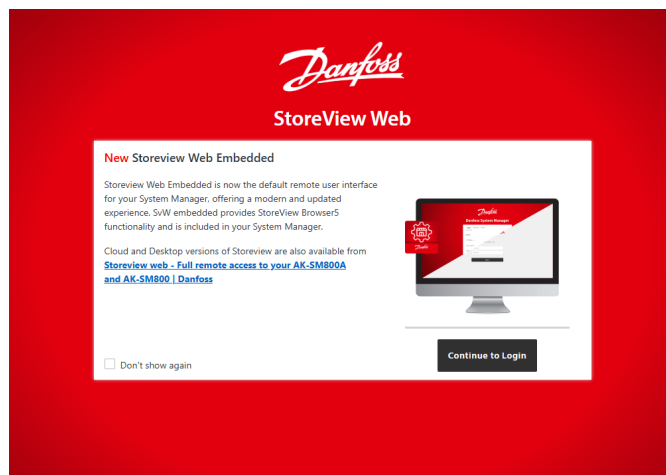 Danfoss
StoreView Web
New Storeview Web Embedded
Storeview Web Embedded is now the default remote user interface
for your System Manager, offering a modern and updated
experience. SvW embedded provides StoreView Browser5
functionality and is included in your System Manager.
Cloud and Desktop versions of Storeview are also available from
Storeview web - Full remote access to your AK-SM800A
and AK-SM800 | Danfoss
Danfoss
Danfoss System Manager
Danfoss
Don't show again
Continue to Login